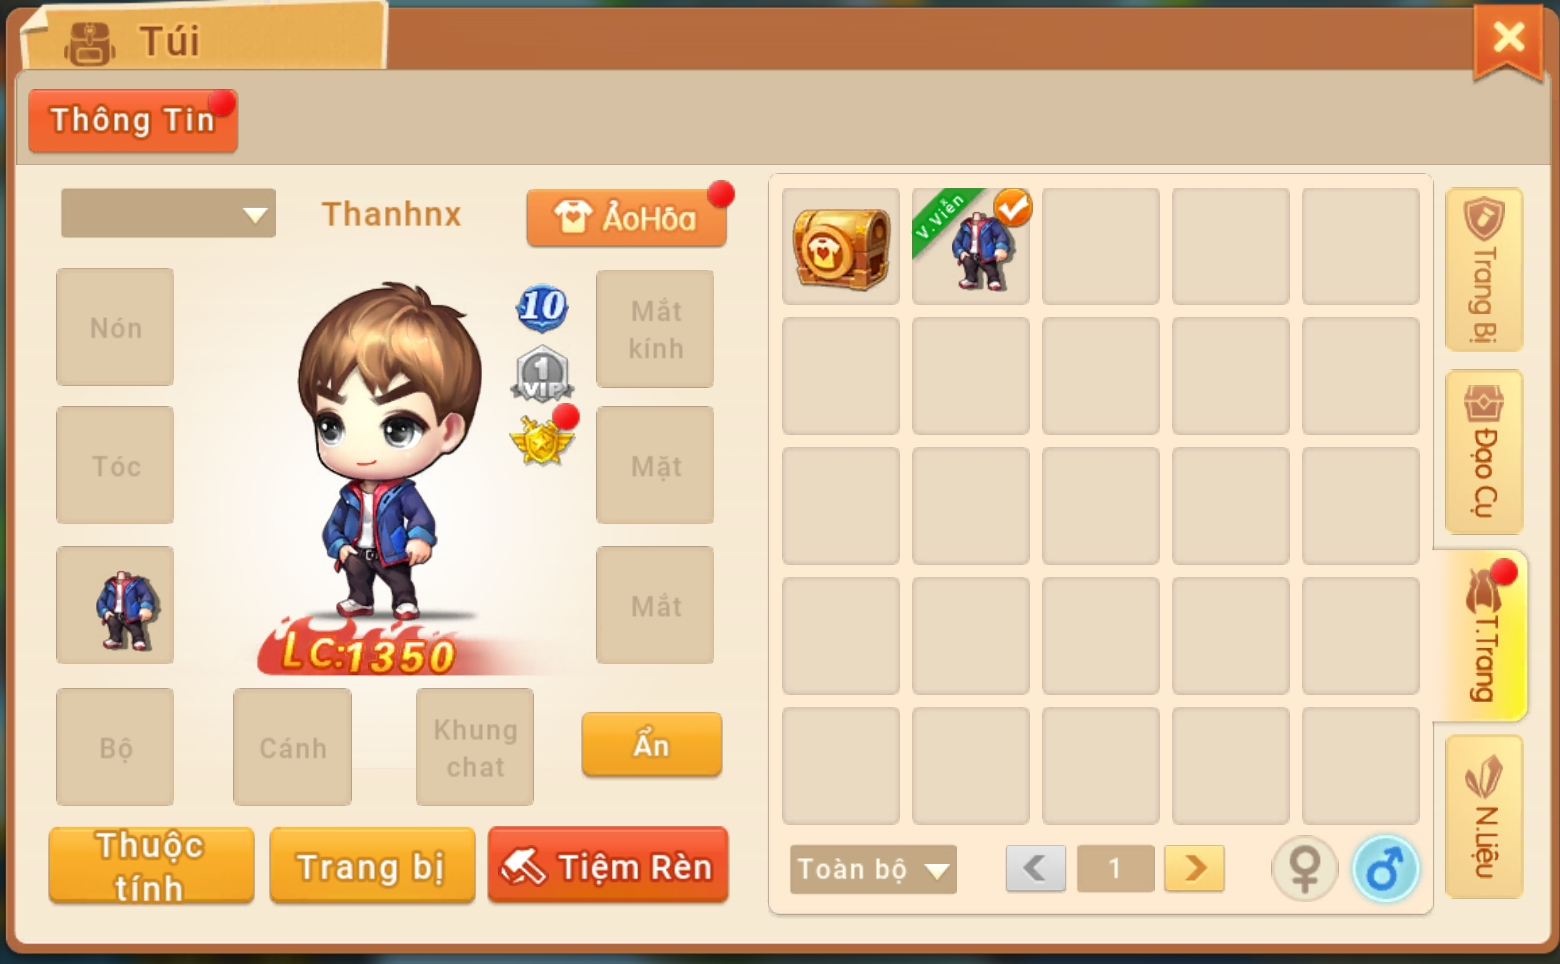 Túi
Thông Tin
Thanhnx
ẢoHóa
V.Viễn
Nón
10
Mắt
kính
1
VIP
Tóc
Mặt
Mắt
LC:1350
Bộ
Cánh
Khung
chat
Ẩn
Thuộc
tính
Trang bị
Tiệm Rèn
Toàn bộ
1
Trang Bị
Đạo Cụ
T.Trang
N.Liệu